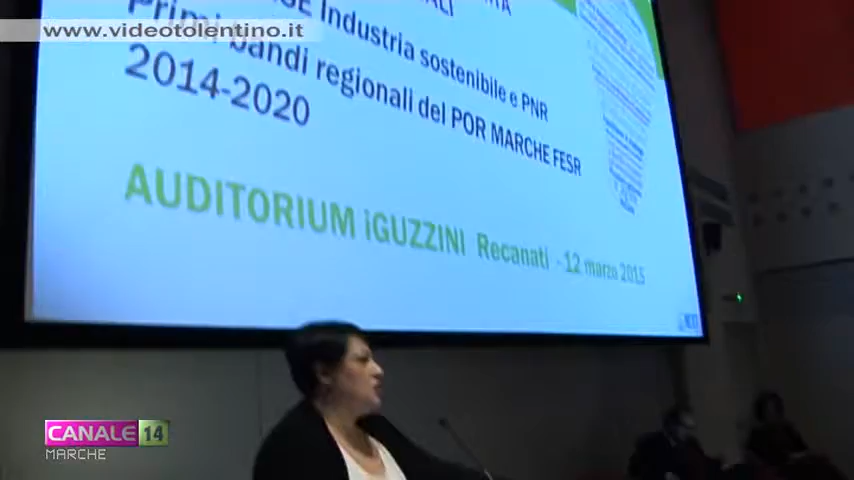 www.videotolentino.it
Industria sostenibile e PNR
Primi bandi regionali del POR MARCHE FESR
2014-2020
AUDITORIUM iGUZZINI Recanati - 12 marzo 2015
CANALE 14
MARCHE